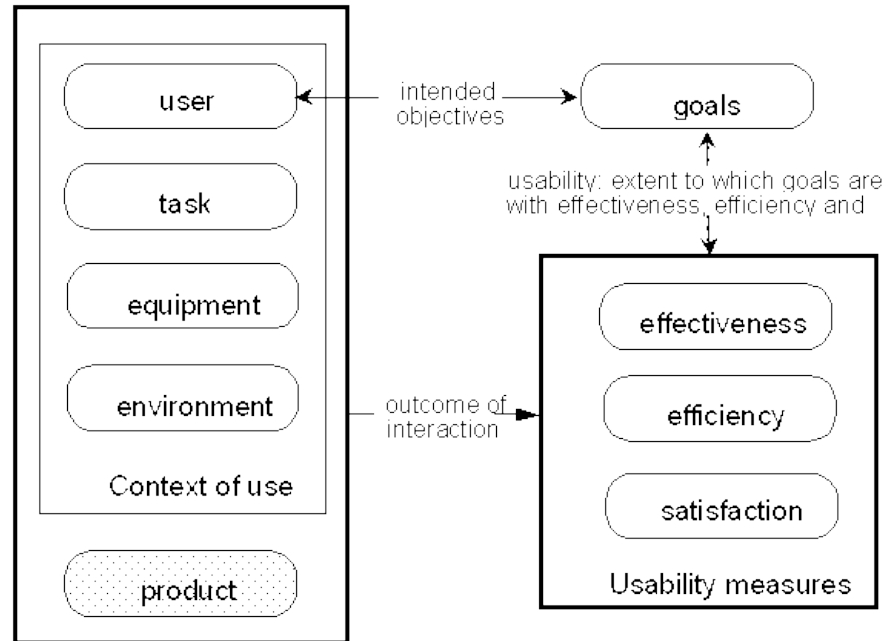 user
task
equipment
environment
Context of use
product
intended
objectives
goals
usability: extent to which goals are
with effectiveness, efficiency and
outcome of
interaction
effectiveness
efficiency
satisfaction
Usability measures